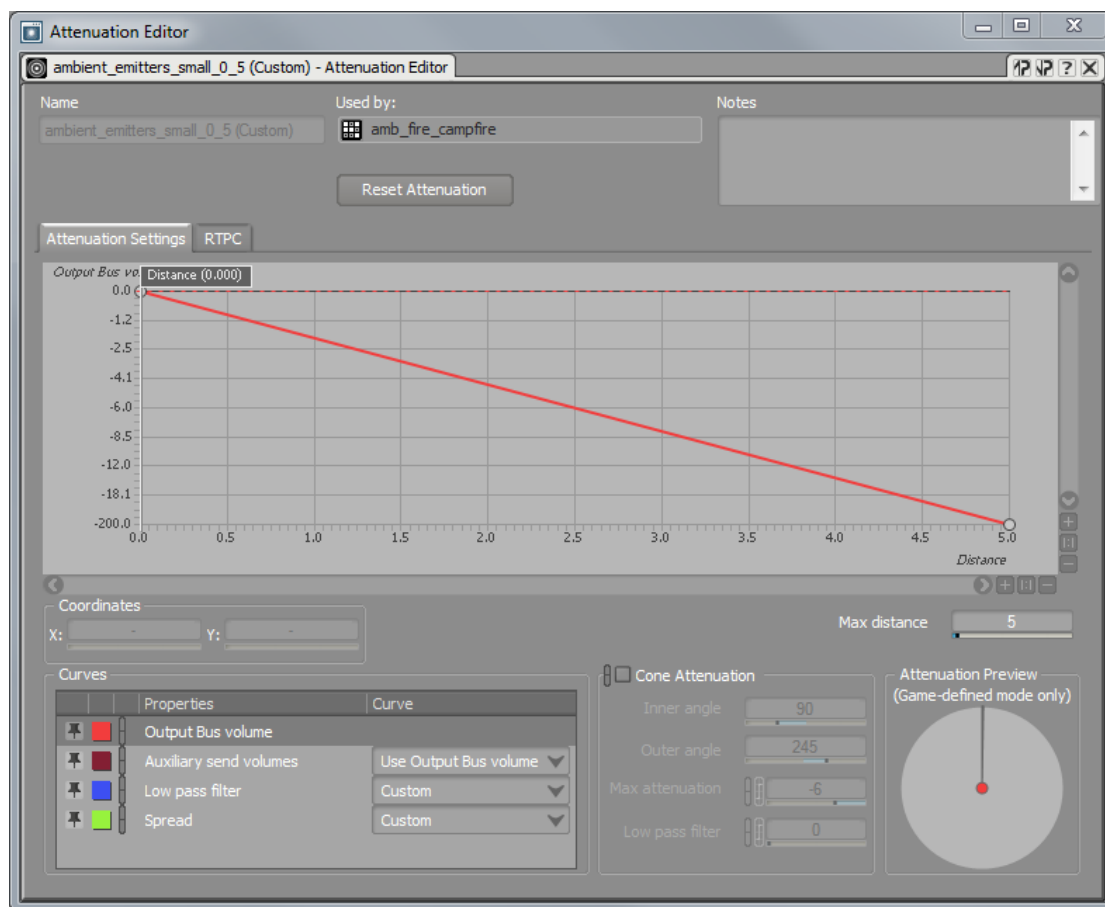 Attenuation Editor
ambient_emitters_small_0_5 (Custom) - Attenuation Editor
Name
Used by:
Notes
ambient_emitters_small_0_5 (Custom)
amb_fire_campfire
Reset Attenuation
Attenuation Settings
RTPC
Output Bus vo
Distance (0.000)
0.0
-1.2
-2.5
-4.1
-6.0
-8.5
-12.0
-18.1
-200.0
0.0 0.5 1.0 1.5 2.0 2.5 3.0 3.5 4.0 4.5 5.0
Distance
1:1
1:1
Coordinates
X: - Y: -
Max distance 5
Curves
Properties Curve
Output Bus volume
Auxiliary send volumes Use Output Bus volume
Low pass filter Custom
Spread Custom
Cone Attenuation
Inner angle 90
Outer angle 245
Max attenuation -6
Low pass filter 0
Attenuation Preview
(Game-defined mode only)